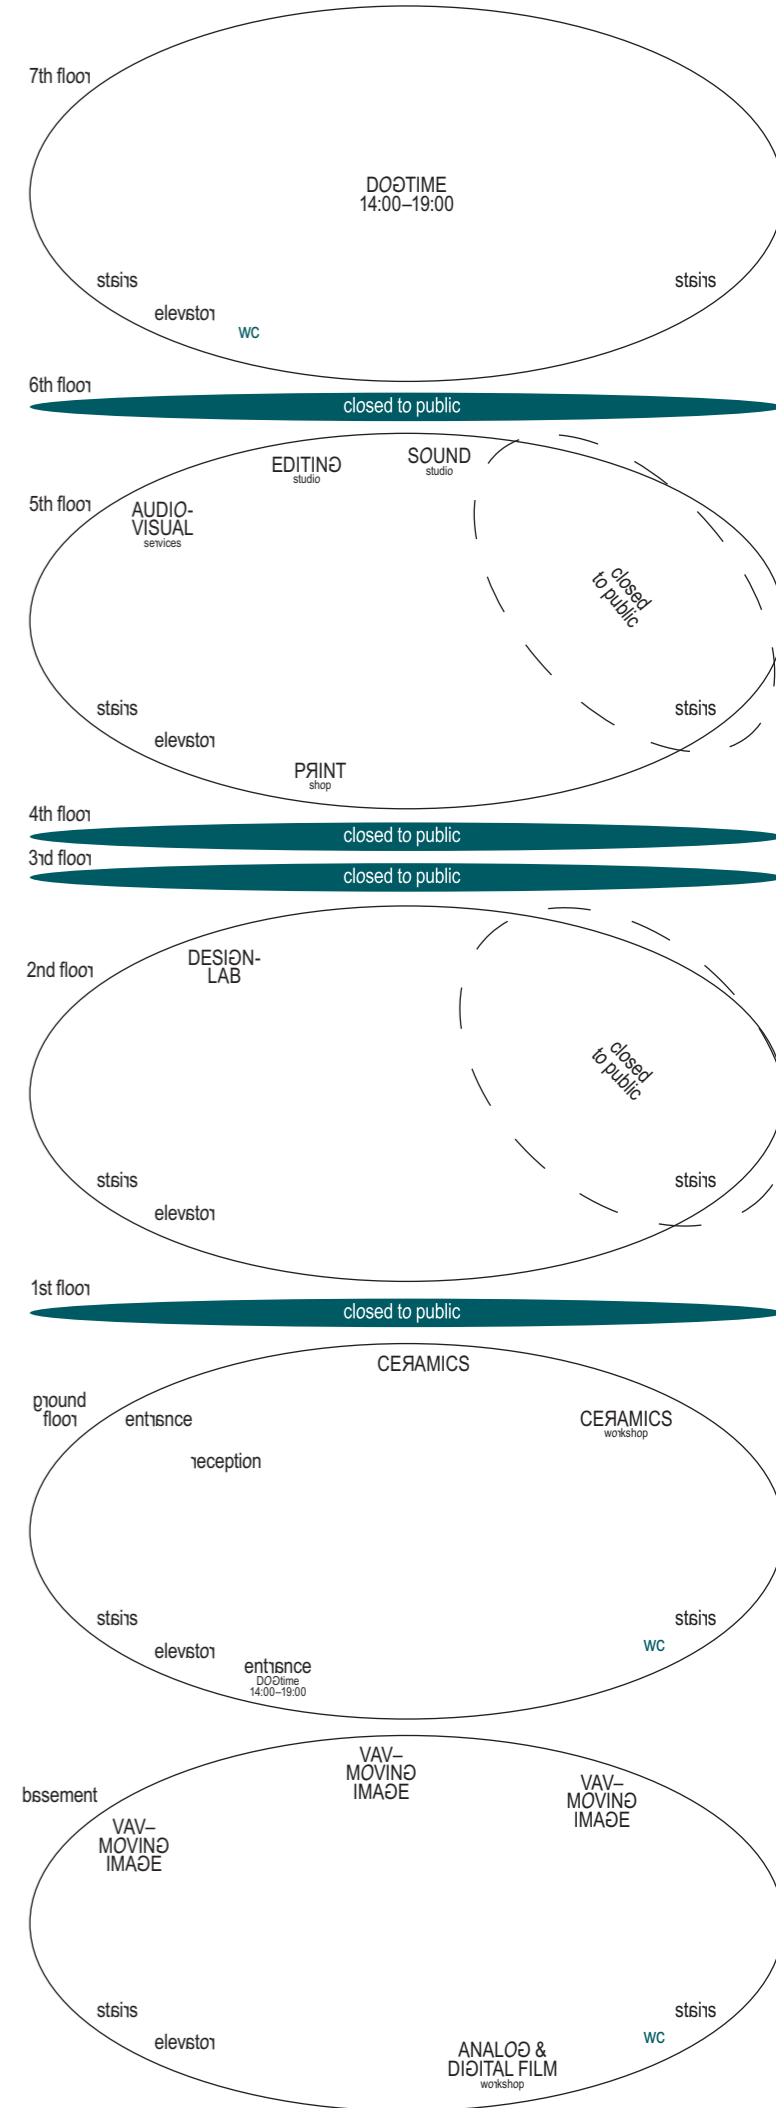 7th floor
DOGTIME
14:00–19:00
stairs
stairs
elevator
wc
6th floor
closed to public
EDITING
studio
SOUND
studio
5th floor
AUDIO-
VISUAL
services
closed
to public
stairs
stairs
elevator
PRINT
shop
4th floor
closed to public
3rd floor
closed to public
DESIGN-
LAB
2nd floor
closed
to public
stairs
stairs
elevator
1st floor
closed to public
CERAMICS
ground
floor
entrance
CERAMICS
workshop
reception
stairs
stairs
elevator
wc
entrance
DOGtime
14:00–19:00
VAV–
MOVING
IMAGE
VAV–
MOVING
IMAGE
basement
VAV–
MOVING
IMAGE
stairs
stairs
elevator
wc
ANALOG &
DIGITAL FILM
workshop